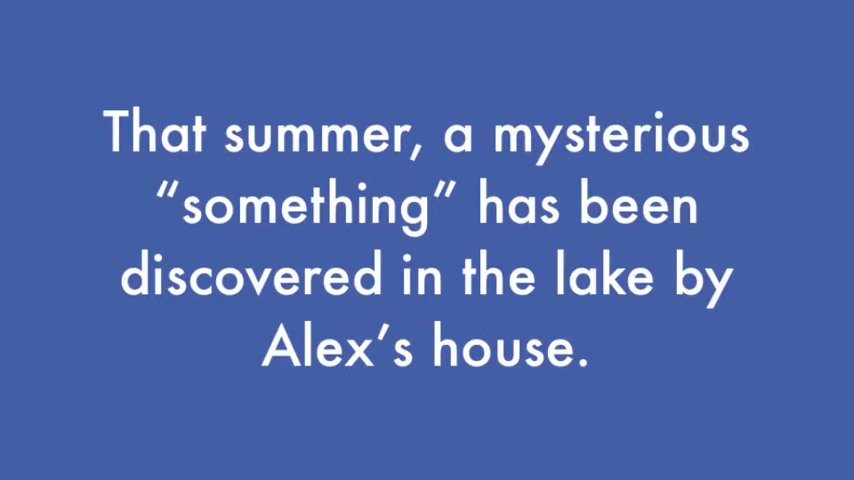 That summer, a mysterious
“something” has been
discovered in the lake by
Alex’s house.